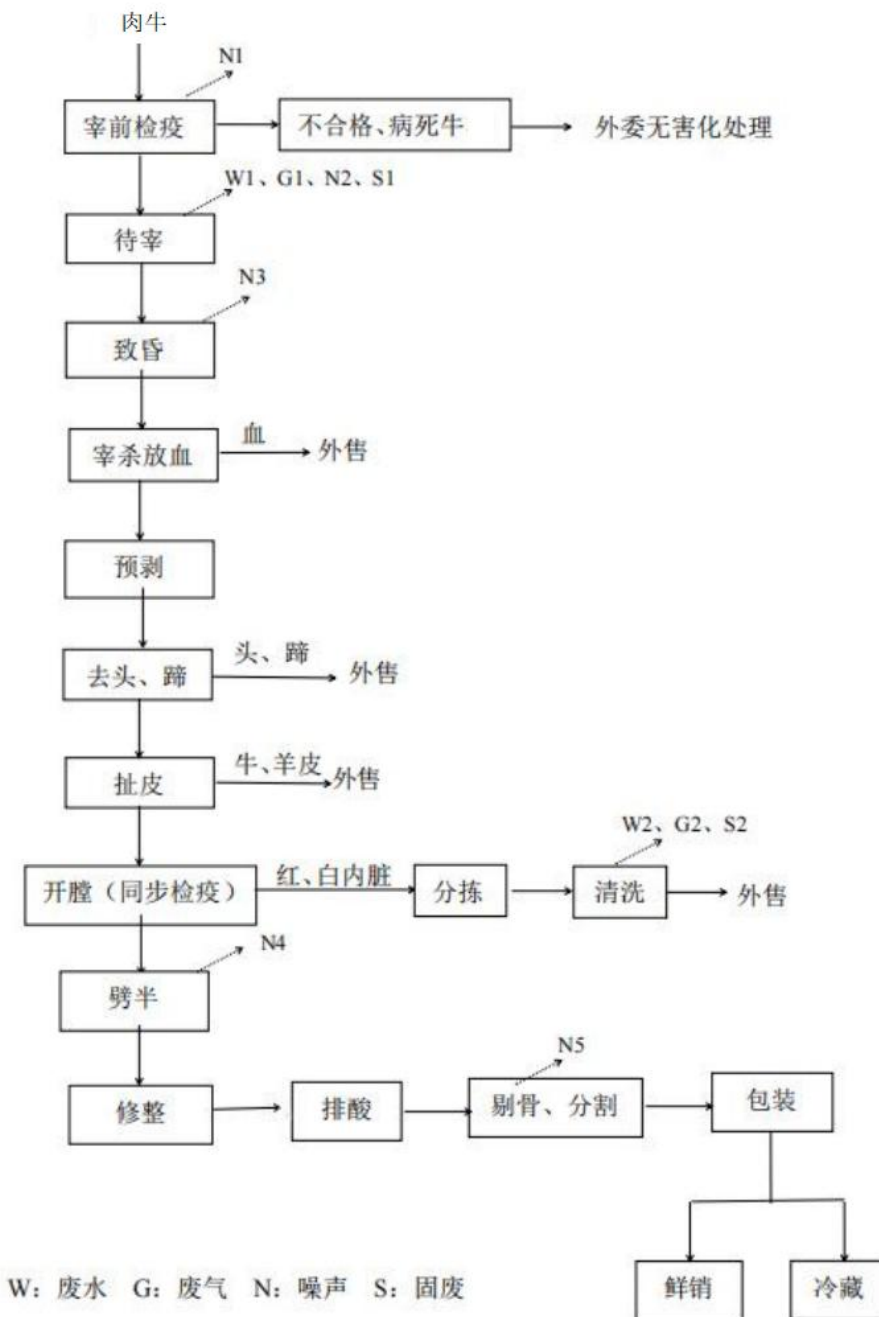 肉牛
N1
宰前检疫
不合格、病死牛
外委无害化处理
W1、G1、N2、S1
待宰
N3
致昏
宰杀放血
血
外售
预剥
去头、蹄
头、蹄
外售
扯皮
牛、羊皮
外售
W2、G2、S2
开膛（同步检疫）
红、白内脏
分拣
清洗
外售
N4
劈半
N5
修整
排酸
剔骨、分割
包装
W：废水 G：废气 N：噪声 S：固废
鲜销
冷藏